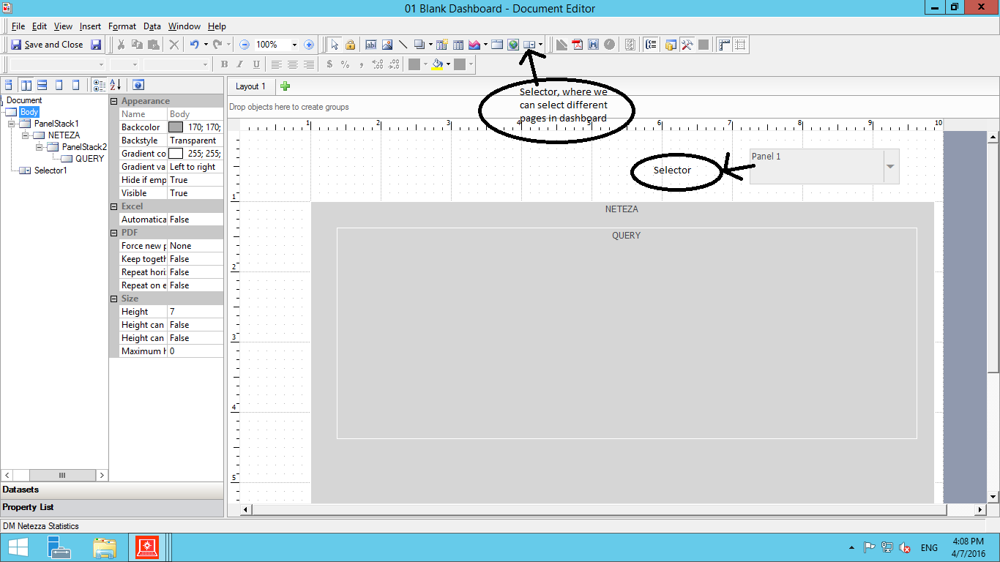 01 Blank Dashboard - Document Editor
File Edit View Insert Format Data Window Help
Save and Close 100%
B I U $ % ,
Layout 1
Drop objects here to create groups
Selector, where we
can select different
pages in dashboard
Document
Body
PanelStack1
NETEZA
PanelStack2
QUERY
Selector1
Appearance
Name Body
Backcolor 170; 170;
Backstyle Transparent
Gradient co 255; 255;
Gradient va Left to right
Hide if emp True
Visible True
Excel
Automatica False
PDF
Force new p None
Keep togeth False
Repeat hori: False
Repeat on e False
Size
Height 7
Height can False
Height can False
Maximum h 0
1 2 3 4 5 6 7 8 9 10
Panel 1
Selector
1
NETEZA
QUERY
2
3
4
5
Datasets
Property List
DM Netezza Statistics
ENG
4:08 PM
4/7/2016